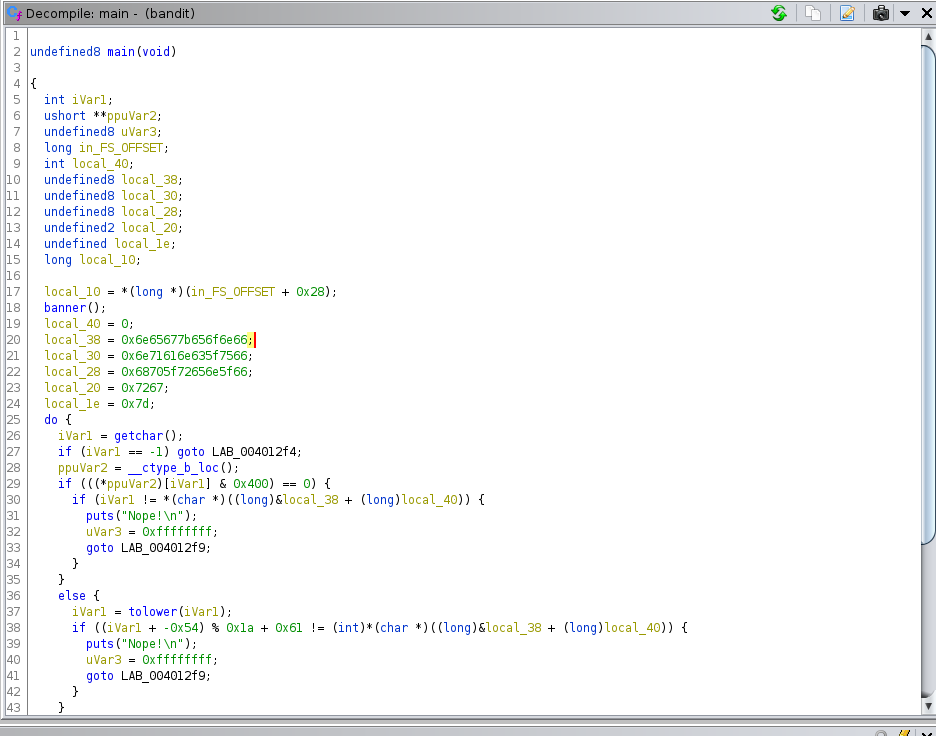 Decompile: main - (bandit)
1
2 undefined8 main(void)
3
4 {
5 int iVar1;
6 ushort **ppuVar2;
7 undefined8 uVar3;
8 long in_FS_OFFSET;
9 int local_40;
10 undefined8 local_38;
11 undefined8 local_30;
12 undefined8 local_28;
13 undefined2 local_20;
14 undefined local_1e;
15 long local_10;
16
17 local_10 = *(long *)(in_FS_OFFSET + 0x28);
18 banner();
19 local_40 = 0;
20 local_38 = 0x6e65677b656f6e66;
21 local_30 = 0x6e71616e635f7566;
22 local_28 = 0x68705f72656e5f66;
23 local_20 = 0x7267;
24 local_1e = 0x7d;
25 do {
26 iVar1 = getchar();
27 if (iVar1 == -1) goto LAB_004012f4;
28 ppuVar2 = __ctype_b_loc();
29 if (((*ppuVar2)[iVar1] & 0x400) == 0) {
30 if (iVar1 != *(char *)((long)&local_38 + (long)local_40)) {
31 puts("Nope!\n");
32 uVar3 = 0xffffffff;
33 goto LAB_004012f9;
34 }
35 }
36 else {
37 iVar1 = tolower(iVar1);
38 if ((iVar1 + -0x54) % 0x1a + 0x61 != (int)*(char *)((long)&local_38 + (long)local_40)) {
39 puts("Nope!\n");
40 uVar3 = 0xffffffff;
41 goto LAB_004012f9;
42 }
43 }